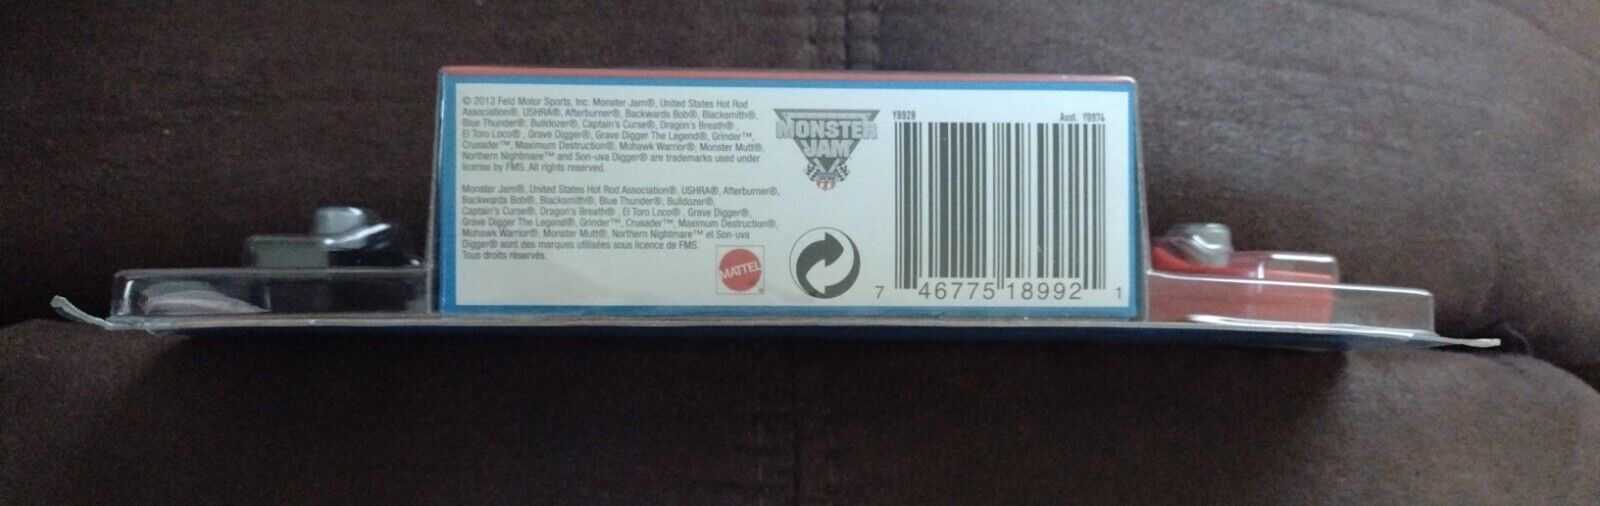 © 2013 Feld Motor Sports, Inc. Monster Jam®, United States Hot Rod
Association®, USHRA®, Afterburner®, Backwards Bob®, Blacksmith®,
Blue Thunder®, Bulldozer®, Captain's Curse®, Dragon's Breath® ,
El Toro Loco® , Grave Digger®, Grave Digger The Legend®, Grinder™,
Crusader™, Maximum Destruction®, Mohawk Warrior®, Monster Mutt®,
Northern Nightmare™ and Son-uva Digger® are trademarks used under
license by FMS. All rights reserved.
Monster Jam®, United States Hot Rod Association®, USHRA®, Afterburner®,
Backwards Bob®, Blacksmith®, Blue Thunder®, Bulldozer®,
Captain's Curse®, Dragon's Breath® , El Toro Loco® , Grave Digger®,
Grave Digger The Legend®, Grinder™, Crusader™, Maximum Destruction®,
Mohawk Warrior®, Monster Mutt®, Northern Nightmare™ et Son-uva
Digger® sont des marques utilisées sous licence de FMS.
Tous droits réservés.
MATTEL
MONSTER
JAM
Y8928
Asst. Y8974
7 46775 18992 1